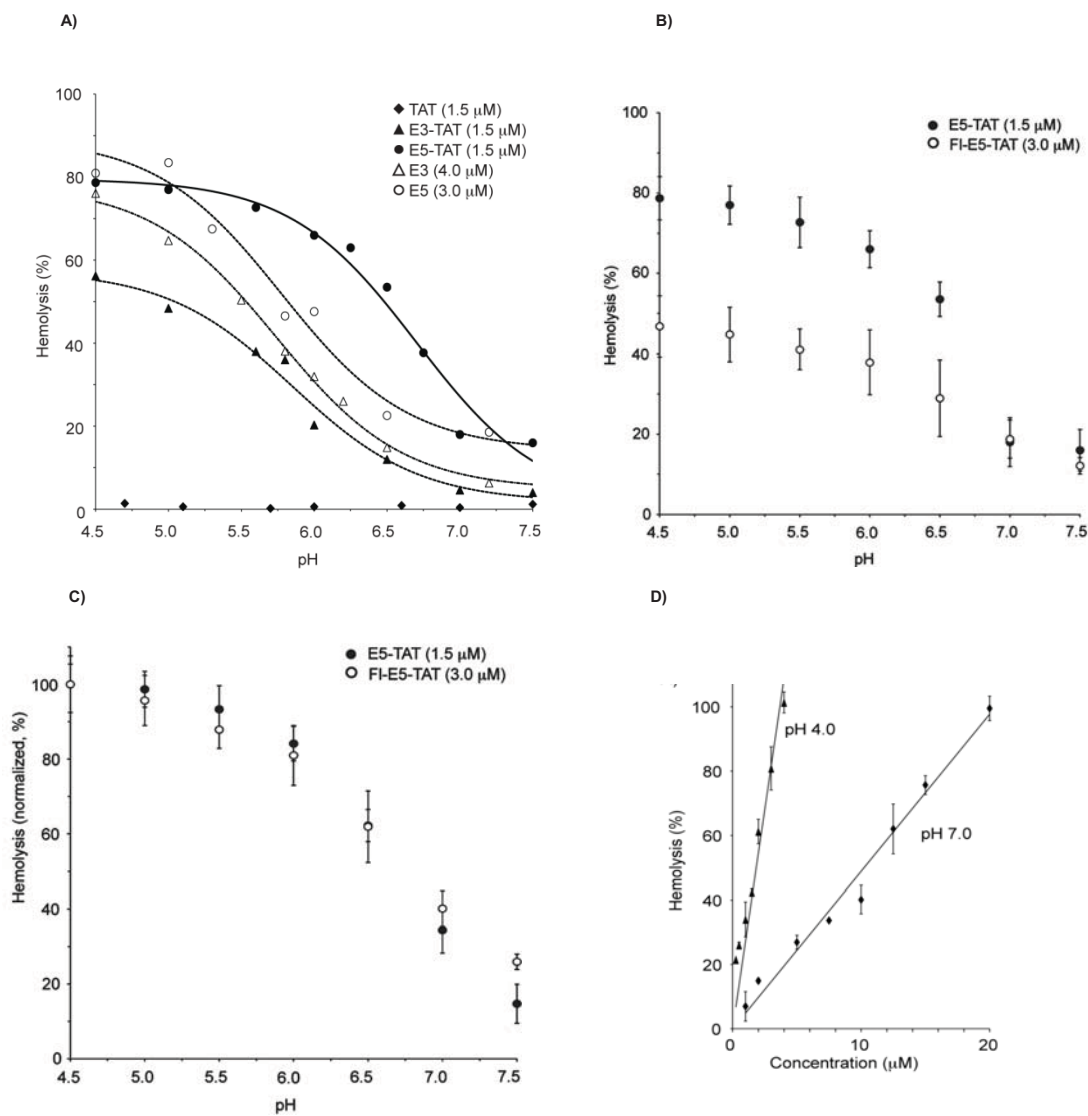 A)
100
80
60
40
20
0
Hemolysis (%)
4.5 5.0 5.5 6.0 6.5 7.0 7.5
pH
TAT (1.5 μM)
E3-TAT (1.5 μM)
E5-TAT (1.5 μM)
E3 (4.0 μM)
E5 (3.0 μM)
B)
100
80
60
40
20
0
Hemolysis (%)
4.5 5.0 5.5 6.0 6.5 7.0 7.5
pH
E5-TAT (1.5 μM)
Fl-E5-TAT (3.0 μM)
C)
100
80
60
40
20
0
Hemolysis (normalized, %)
4.5 5.0 5.5 6.0 6.5 7.0 7.5
pH
E5-TAT (1.5 μM)
Fl-E5-TAT (3.0 μM)
D)
100
80
60
40
20
0
Hemolysis (%)
0 10 20
Concentration (μM)
pH 4.0
pH 7.0